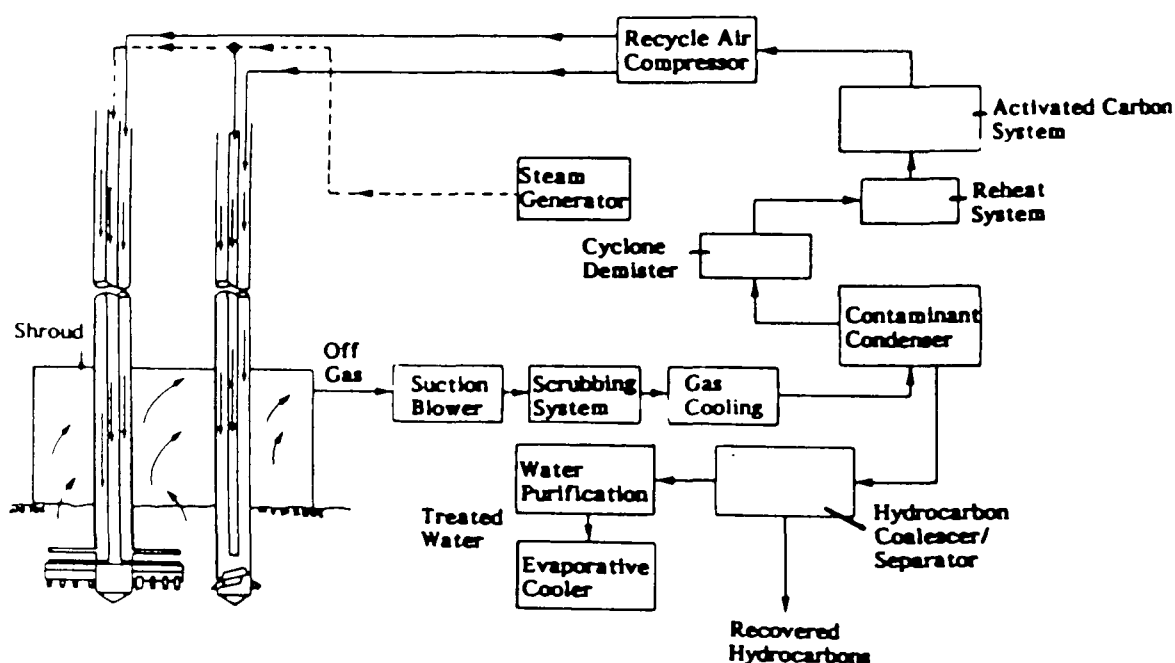 Recycle Air
Compressor
Activated Carbon
System
Steam
Generator
Reheat
System
Cyclone
Demister
Contaminant
Condenser
Shroud
Off
Gas
Suction
Blower
Scrubbing
System
Gas
Cooling
Water
Purification
Treated
Water
Hydrocarbon
Coalescer/
Separator
Evaporative
Cooler
Recovered
Hydrocarbons